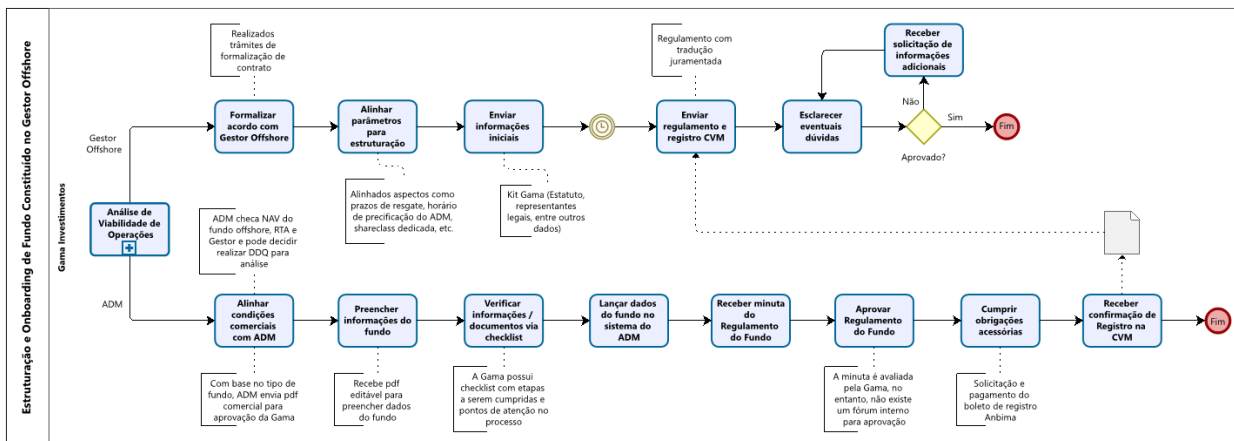 Estruturação e Onboarding de Fundo Constituído no Gestor Offshore
Gama Investimentos
Análise de
Viabilidade de
Operações
Gestor
Offshore
Realizados
trâmites de
formalização de
contrato
Formalizar
acordo com
Gestor Offshore
Alinhar
parâmetros
para
estruturação
Alinhados aspectos como
prazos de resgate, horário
de precificação do ADM,
shareclass dedicada, etc.
Enviar
informações
iniciais
Kit Gama (Estatuto,
representantes
legais, entre outros
dados)
Regulamento com
tradução
juramentada
Enviar
regulamento e
registro CVM
Esclarecer
eventuais
dúvidas
Receber
solicitação de
informações
adicionais
Não
Sim
Aprovado?
Fim
ADM
ADM checa NAV do
fundo offshore, RTA e
Gestor e pode decidir
realizar DDQ para
análise
Alinhar
condições
comerciais
com ADM
Com base no tipo de
fundo, ADM envia pdf
comercial para
aprovação da Gama
Preencher
informações do
fundo
Recebe pdf
editável para
preencher dados
do fundo
Verificar
informações /
documentos via
checklist
A Gama possui
checklist com etapas
a serem cumpridas e
pontos de atenção no
processo
Lançar dados
do fundo no
sistema do
ADM
Receber minuta
do
Regulamento
do Fundo
Aprovar
Regulamento
do Fundo
A minuta é avaliada
pela Gama, no
entanto, não existe
um fórum interno
para aprovação
Cumprir
obrigações
acessórias
Solicitação e
pagamento do
boleto de registro
Anbima
Receber
confirmação de
Registro na
CVM
Fim